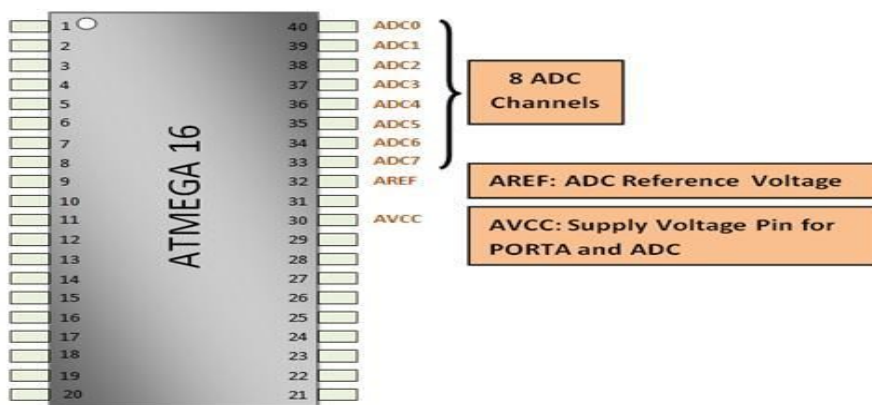 1 40 ADC0
2 39 ADC1
3 38 ADC2
4 37 ADC3
5 36 ADC4
6 35 ADC5
7 34 ADC6
8 33 ADC7
9 32 AREF
10 31
11 30 AVCC
12 29
13 28
14 27
15 26
16 25
17 24
18 23
19 22
20 21
ATMEGA 16
8 ADC
Channels
AREF: ADC Reference Voltage
AVCC: Supply Voltage Pin for
PORTA and ADC